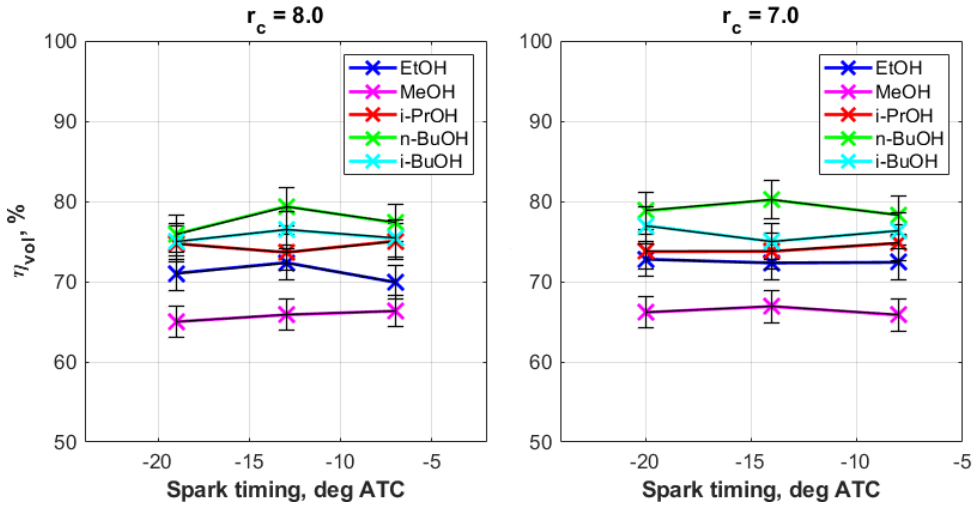 r_c = 8.0
100
90
80
70
60
50
η_vol, %
-20
-15
-10
-5
Spark timing, deg ATC
EtOH
MeOH
i-PrOH
n-BuOH
i-BuOH
r_c = 7.0
100
90
80
70
60
50
-20
-15
-10
-5
Spark timing, deg ATC
EtOH
MeOH
i-PrOH
n-BuOH
i-BuOH